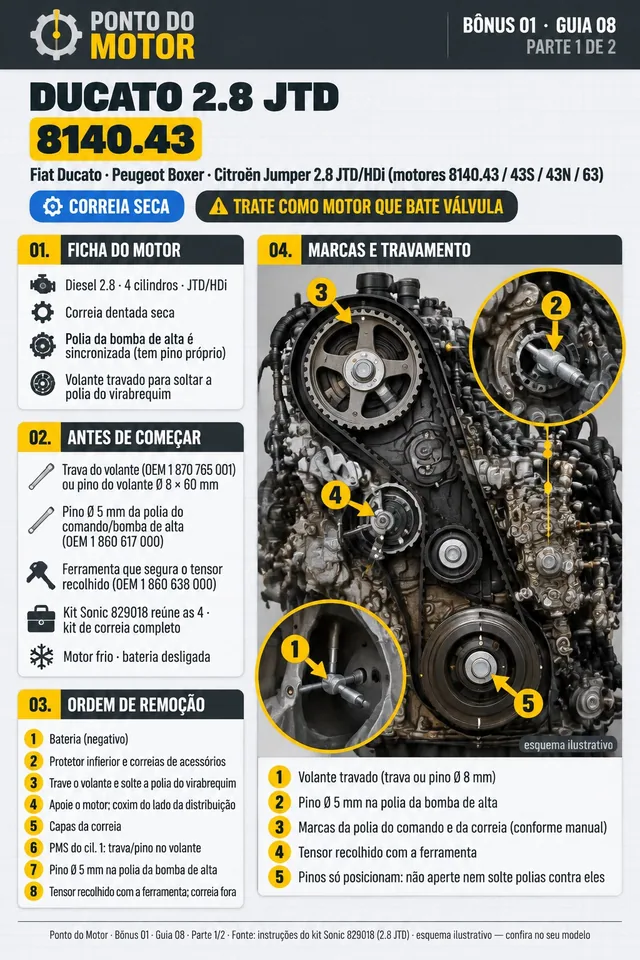 PONTO DO
MOTOR
BÔNUS 01 · GUIA 08
PARTE 1 DE 2
DUCATO 2.8 JTD
8140.43
Fiat Ducato · Peugeot Boxer · Citroën Jumper 2.8 JTD/HDi (motores 8140.43 / 43S / 43N / 63)
CORREIA SECA
TRATE COMO MOTOR QUE BATE VÁLVULA
01. FICHA DO MOTOR
Diesel 2.8 · 4 cilindros · JTD/HDi
Correia dentada seca
Polia da bomba de alta é
sincronizada (tem pino próprio)
Volante travado para soltar a
polia do virabrequim
02. ANTES DE COMEÇAR
Trava do volante (OEM 1 870 765 001)
ou pino do volante Ø 8 × 60 mm
Pino Ø 5 mm da polia do
comando/bomba de alta
(OEM 1 860 617 000)
Ferramenta que segura o tensor
recolhido (OEM 1 860 638 000)
Kit Sonic 829018 reúne as 4 ·
kit de correia completo
Motor frio · bateria desligada
03. ORDEM DE REMOÇÃO
1 Bateria (negativo)
2 Protetor infierior e correias de acessórios
3 Trave o volante e solte a polia do virabrequim
4 Apoie o motor; coxim do lado da distribuição
5 Capas da correia
6 PMS do cil. 1: trava/pino no volante
7 Pino Ø 5 mm na polia da bomba de alta
8 Tensor recolhido com a ferramenta; correia fora
04. MARCAS E TRAVAMENTO
3
2
4
1
5
esquema ilustrativo
1 Volante travado (trava ou pino Ø 8 mm)
2 Pino Ø 5 mm na polia da bomba de alta
3 Marcas da polia do comando e da correia (conforme manual)
4 Tensor recolhido com a ferramenta
5 Pinos só posicionam: não aperte nem solte polias contra eles
Ponto do Motor · Bônus 01 · Guia 08 · Parte 1/2 · Fonte: instruções do kit Sonic 829018 (2.8 JTD) · esquema ilustrativo — confira no seu modelo